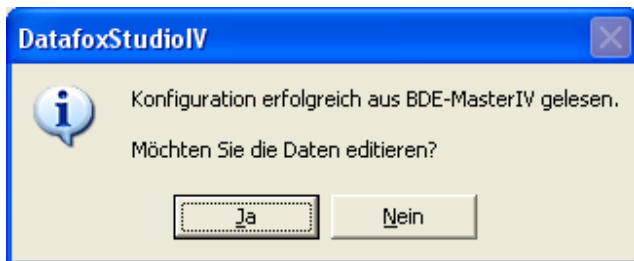 DatafoxStudioIV
Konfiguration erfolgreich aus BDE-MasterIV gelesen.
Möchten Sie die Daten editieren?
Ja
Nein